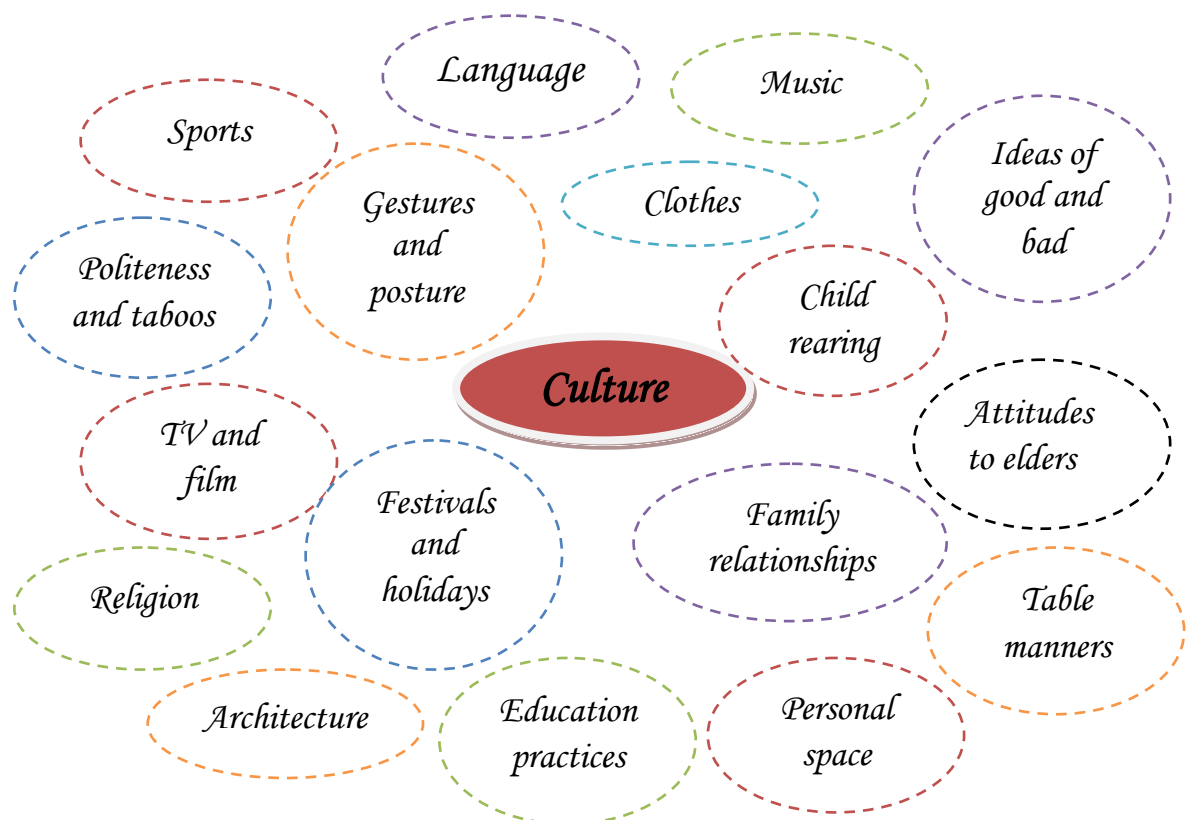 Language
Music
Sports
Ideas of
good and
bad
Gestures
and
posture
Clothes
Politeness
and taboos
Child
rearing
Culture
TV and
film
Attitudes
to elders
Festivals
and
holidays
Family
relationships
Religion
Table
manners
Architecture
Education
practices
Personal
space